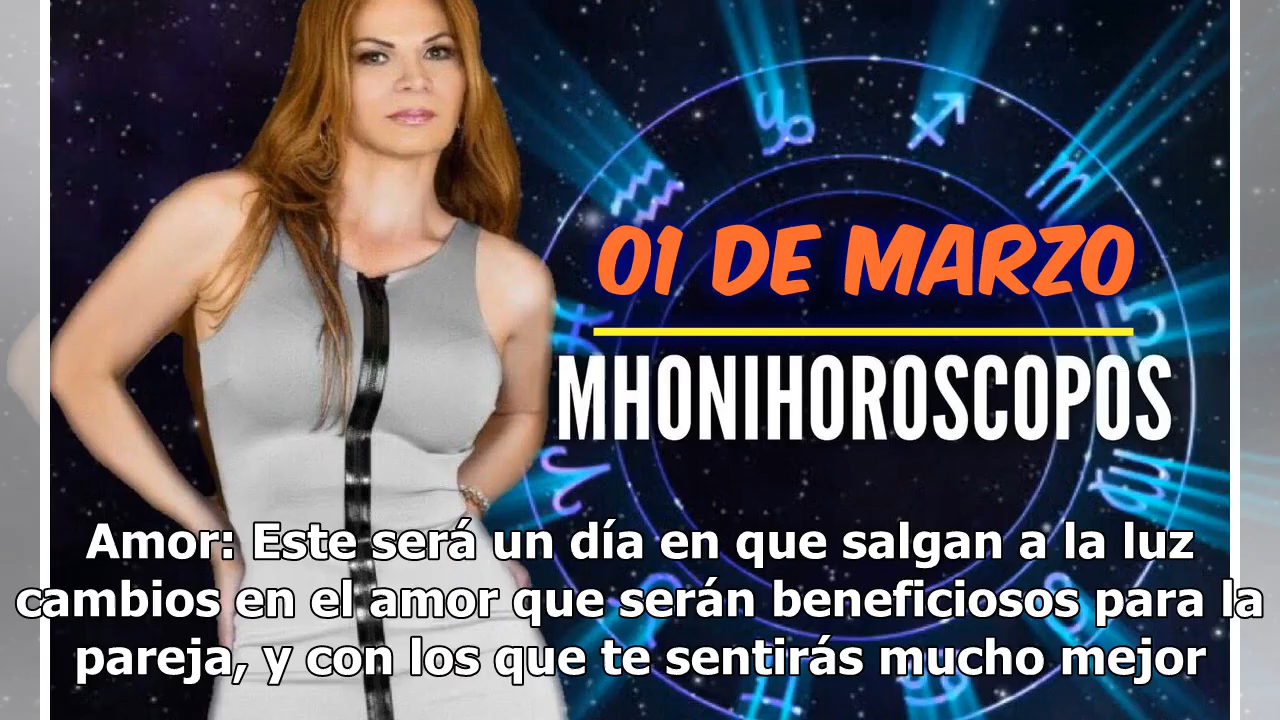 01 DE MARZO
MHONIHOROSCOPOS
Amor: Este será un día en que salgan a la luz
cambios en el amor que serán beneficiosos para la
pareja, y con los que te sentirás mucho mejor